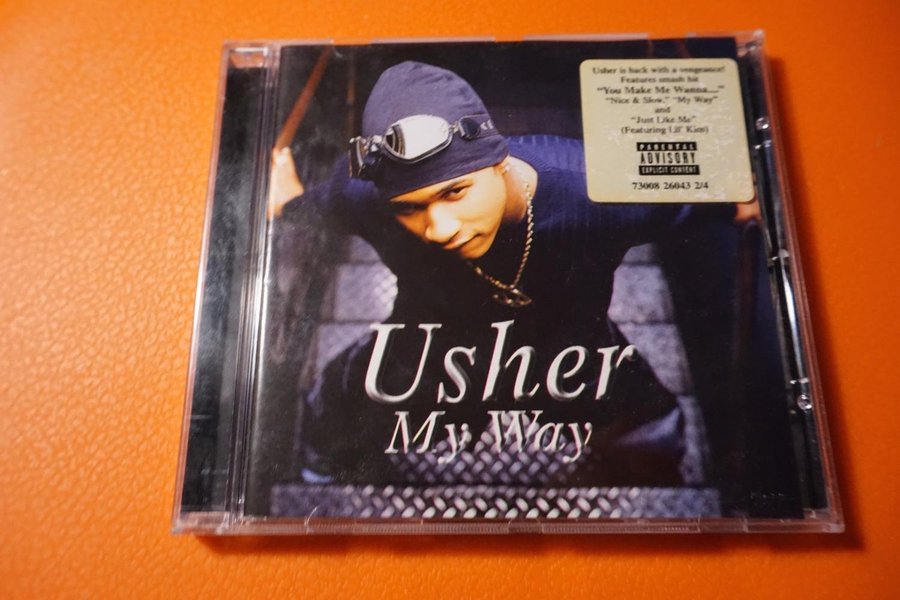 Usher is back with a vengeance!
Features smash hit
"You Make Me Wanna..."
"Nice & Slow," "My Way"
and
"Just Like Me"
(Featuring Lil' Kim)
PARENTAL
ADVISORY
EXPLICIT CONTENT
73008 26043 2/4
Usher
My Way